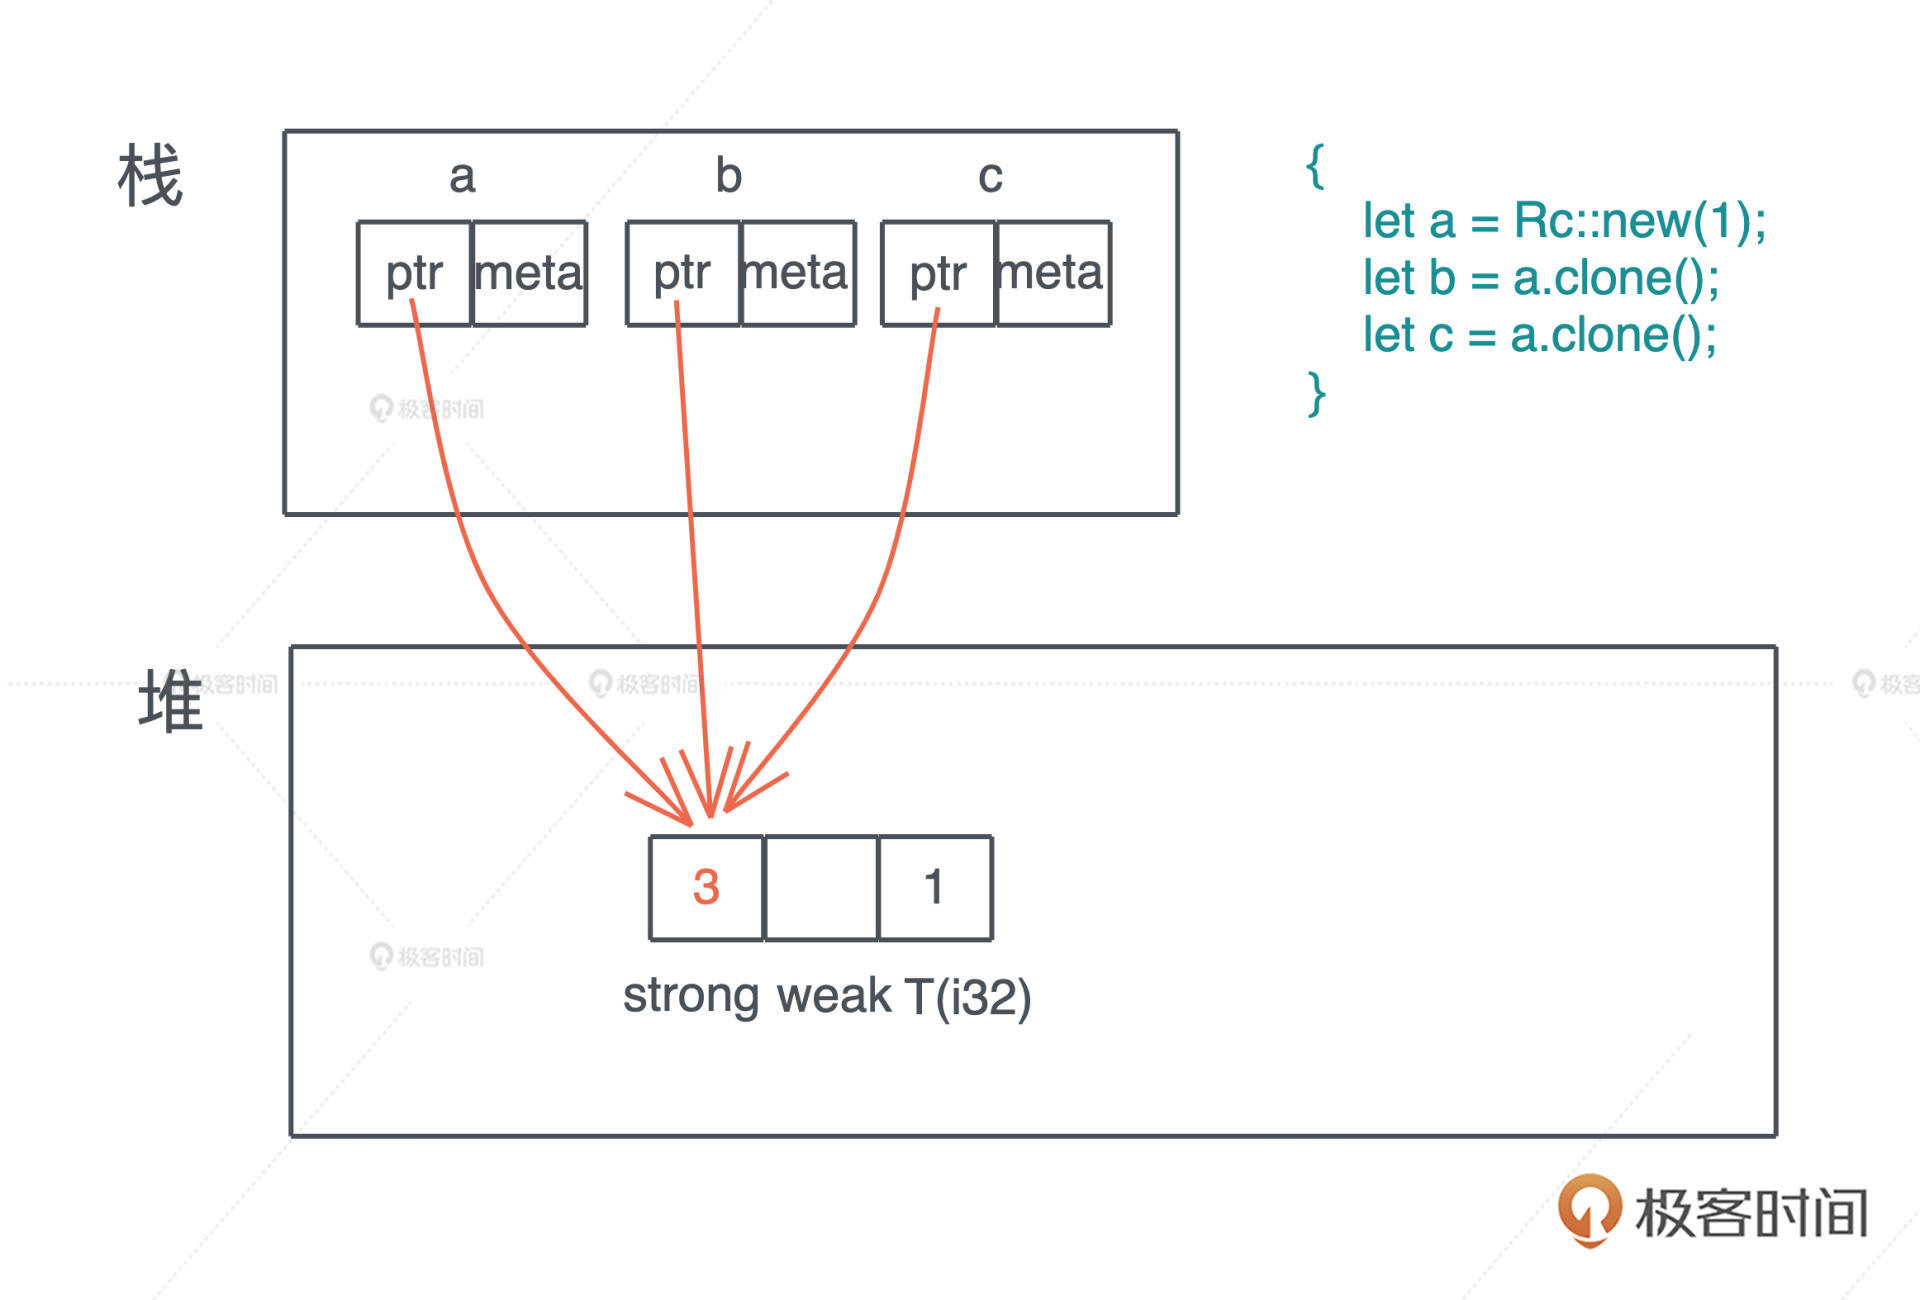 栈
a b c
ptr meta ptr meta ptr meta
{
let a = Rc::new(1);
let b = a.clone();
let c = a.clone();
}
极客时间
堆
极客时间
极客时间
极客
3 1
极客时间
strong weak T(i32)
极客时间